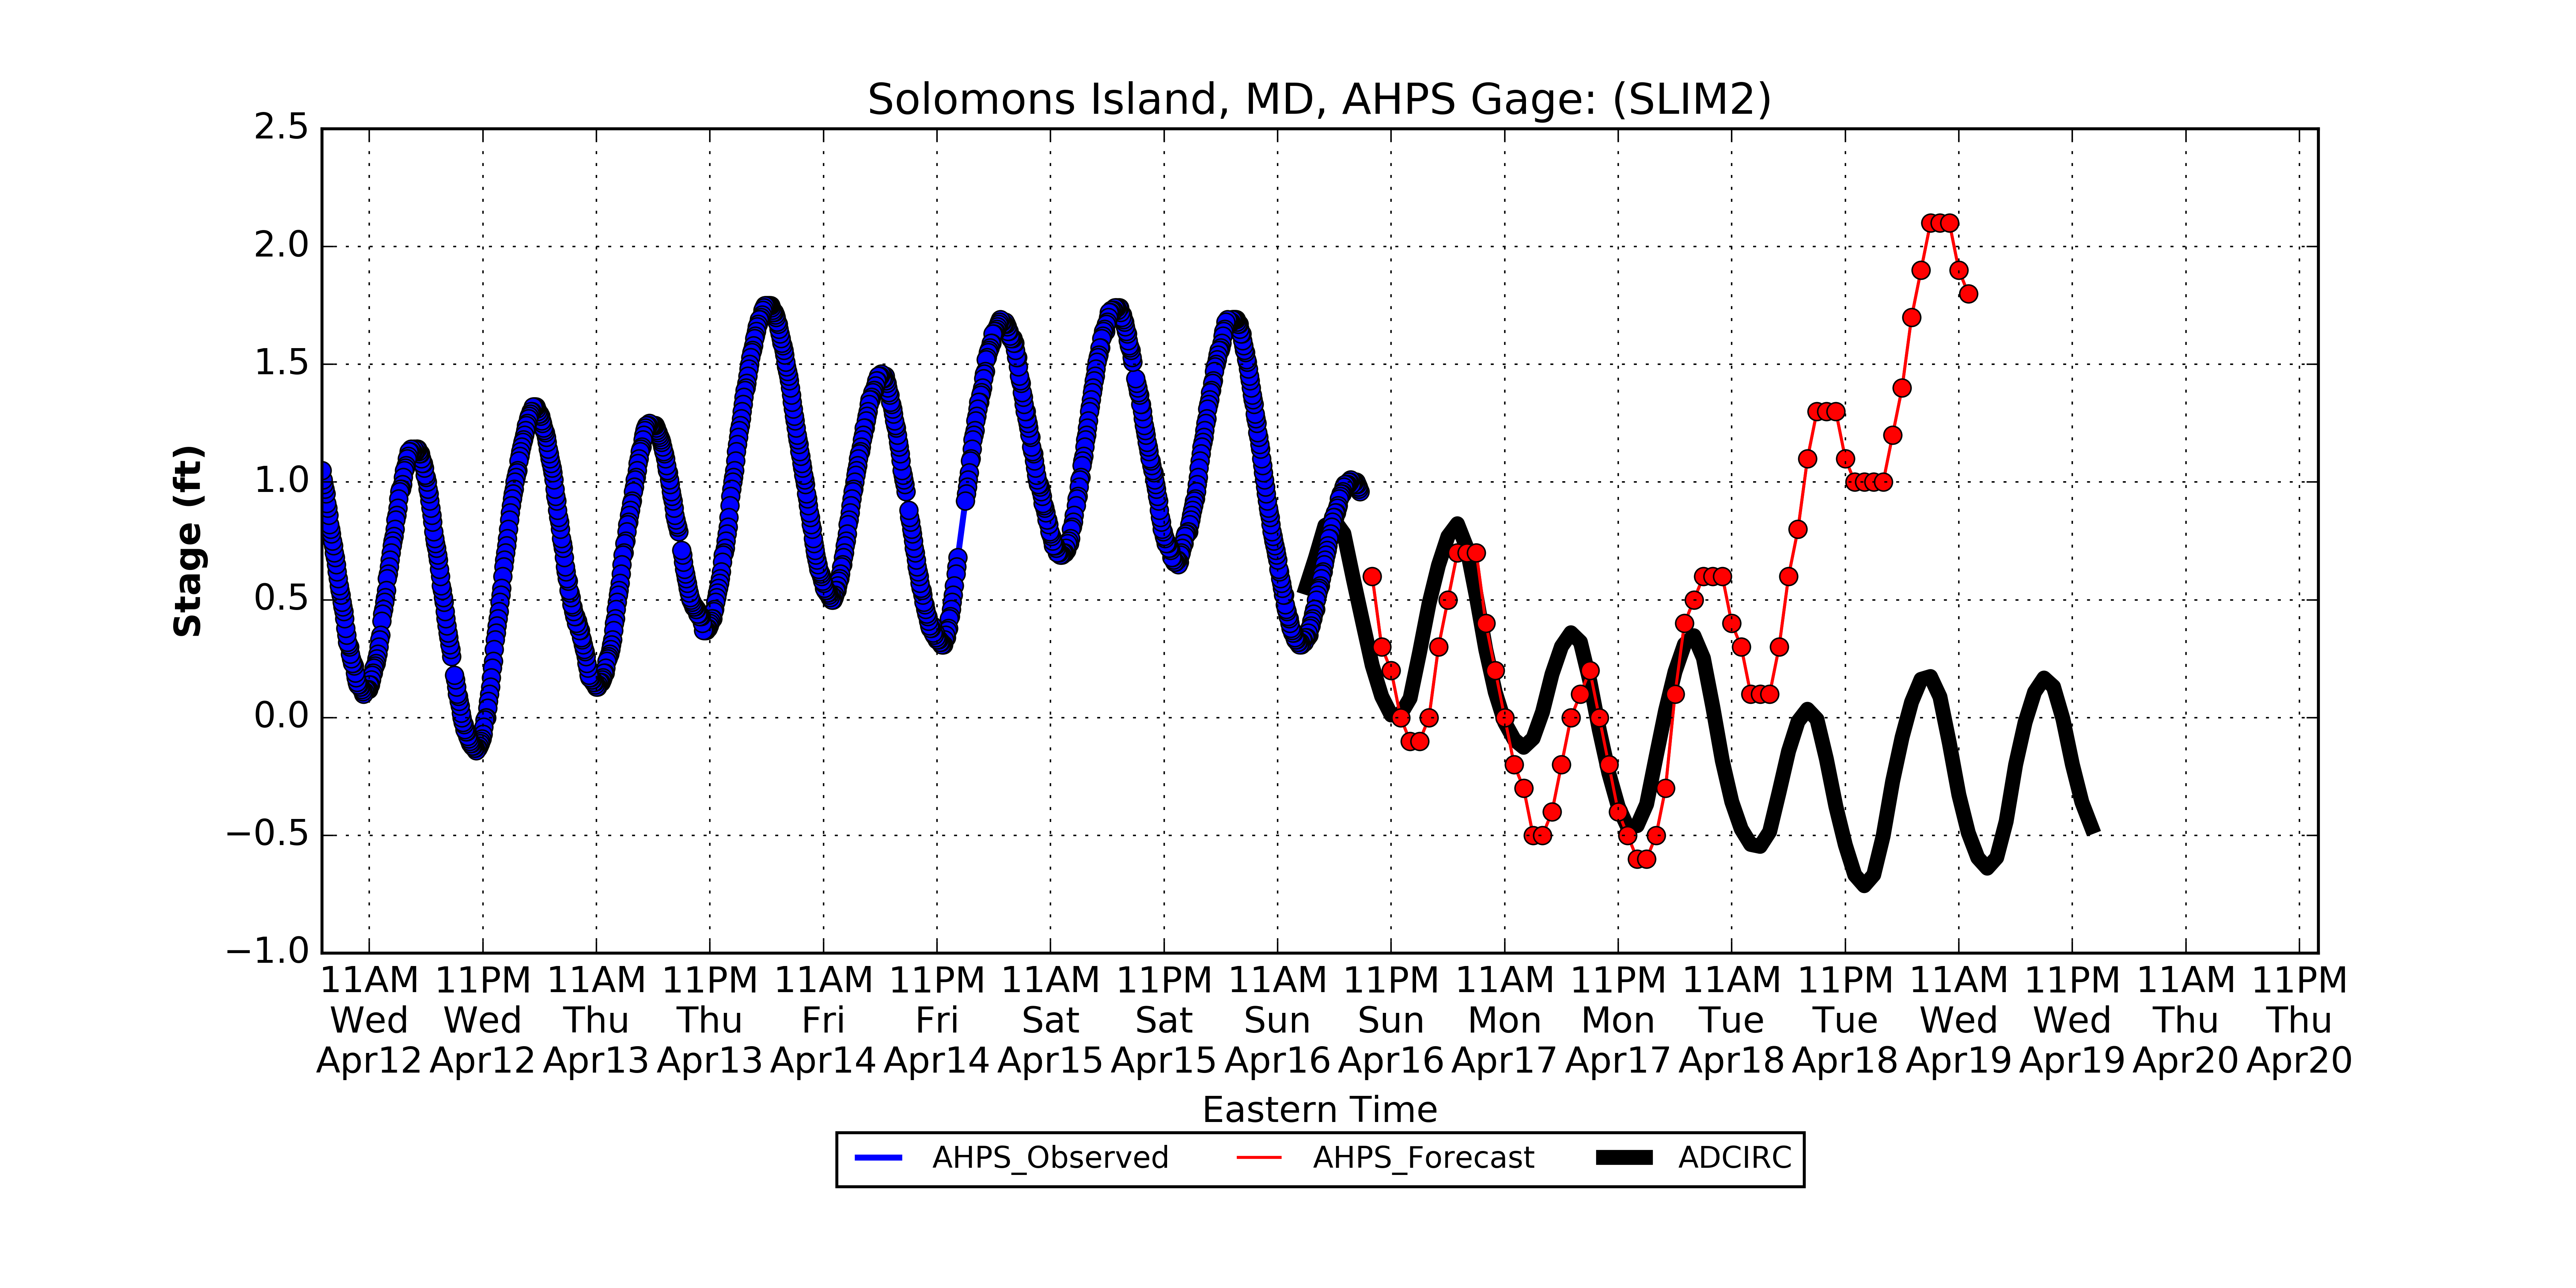 Solomons Island, MD, AHPS Gage: (SLIM2)
2.5
2.0
1.5
1.0
0.5
0.0
−0.5
−1.0
Stage (ft)
11AM 11PM 11AM 11PM 11AM 11PM 11AM 11PM 11AM 11PM 11AM 11PM 11AM 11PM 11AM 11PM 11AM 11PM
Wed Wed Thu Thu Fri Fri Sat Sat Sun Sun Mon Mon Tue Tue Wed Wed Thu Thu
Apr12 Apr12 Apr13 Apr13 Apr14 Apr14 Apr15 Apr15 Apr16 Apr16 Apr17 Apr17 Apr18 Apr18 Apr19 Apr19 Apr20 Apr20
Eastern Time
AHPS_Observed AHPS_Forecast ADCIRC